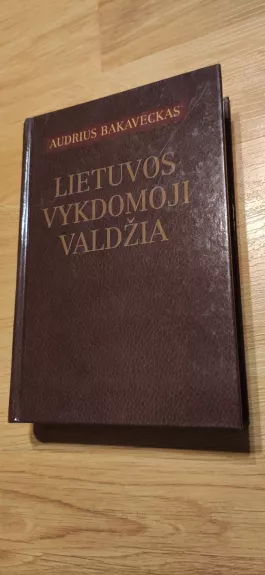 AUDRIUS BAKAVECKAS
LIETUVOS
VYKDOMOJI
VALDŽIA